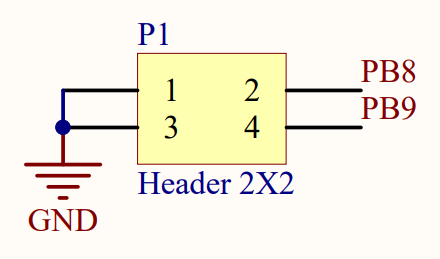 P1
1 2 PB8
3 4 PB9
Header 2X2
GND